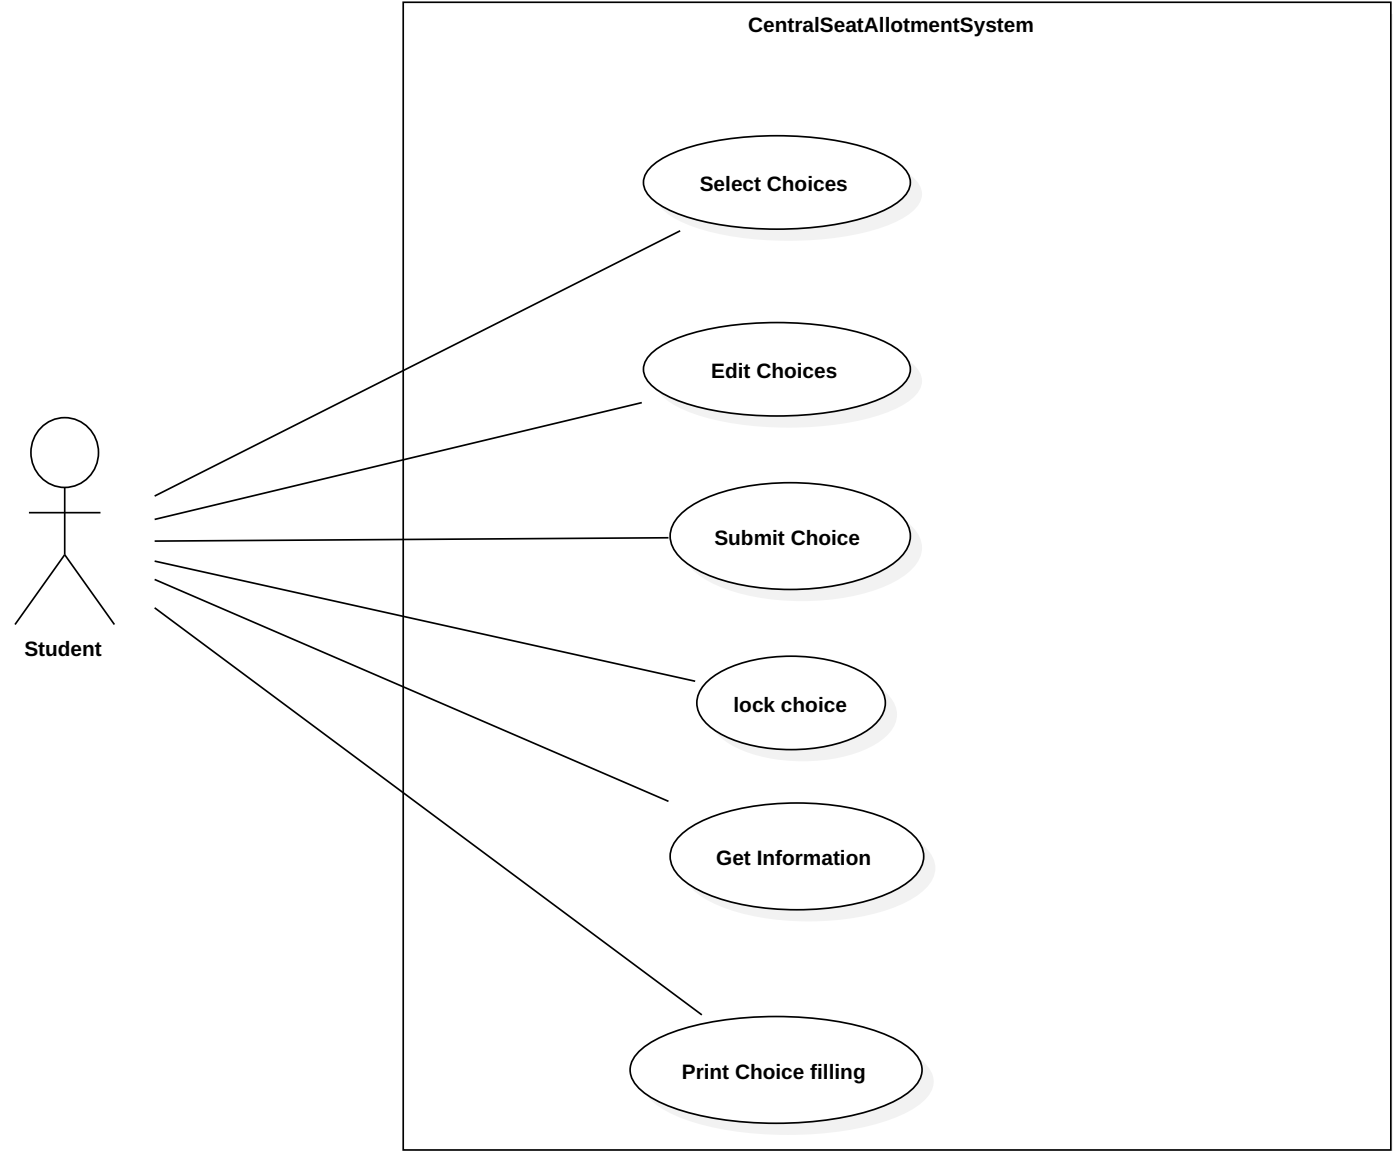 CentralSeatAllotmentSystem
Select Choices
Edit Choices
Submit Choice
Student
lock choice
Get Information
Print Choice filling